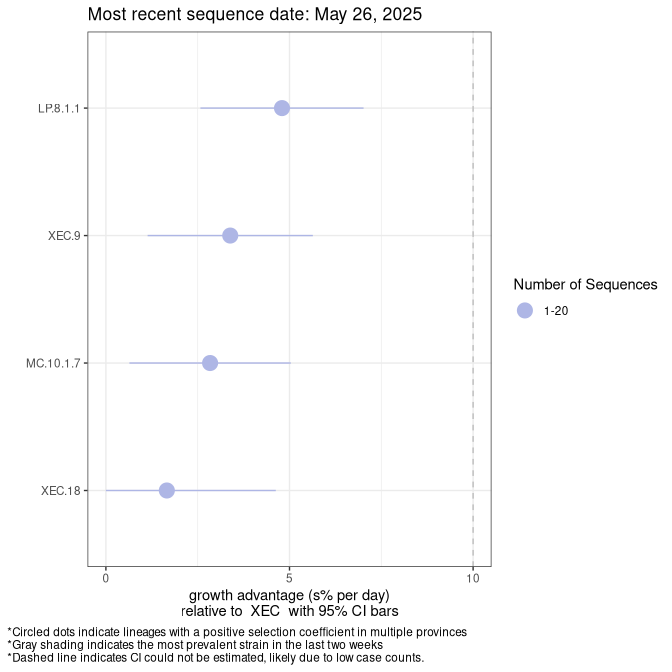 Most recent sequence date: May 26, 2025
LP.8.1.1
XEC.9
MC.10.1.7
XEC.18
0
5
10
growth advantage (s% per day)
relative to XEC with 95% CI bars
Number of Sequences
1-20
*Circled dots indicate lineages with a positive selection coefficient in multiple provinces
*Gray shading indicates the most prevalent strain in the last two weeks
*Dashed line indicates CI could not be estimated, likely due to low case counts.